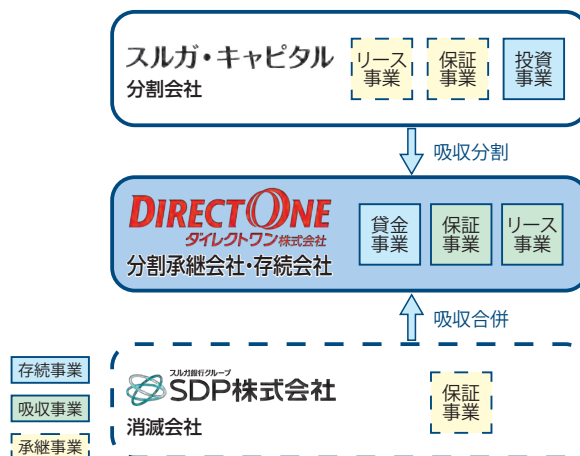 スルガ・キャピタル
分割会社
リース
事業
保証
事業
投資
事業
吸収分割
DIRECTONE
ダイレクトワン株式会社
分割承継会社・存続会社
貸金
事業
保証
事業
リース
事業
吸収合併
存続事業
吸収事業
承継事業
スルガ銀行グループ
SDP株式会社
消滅会社
保証
事業